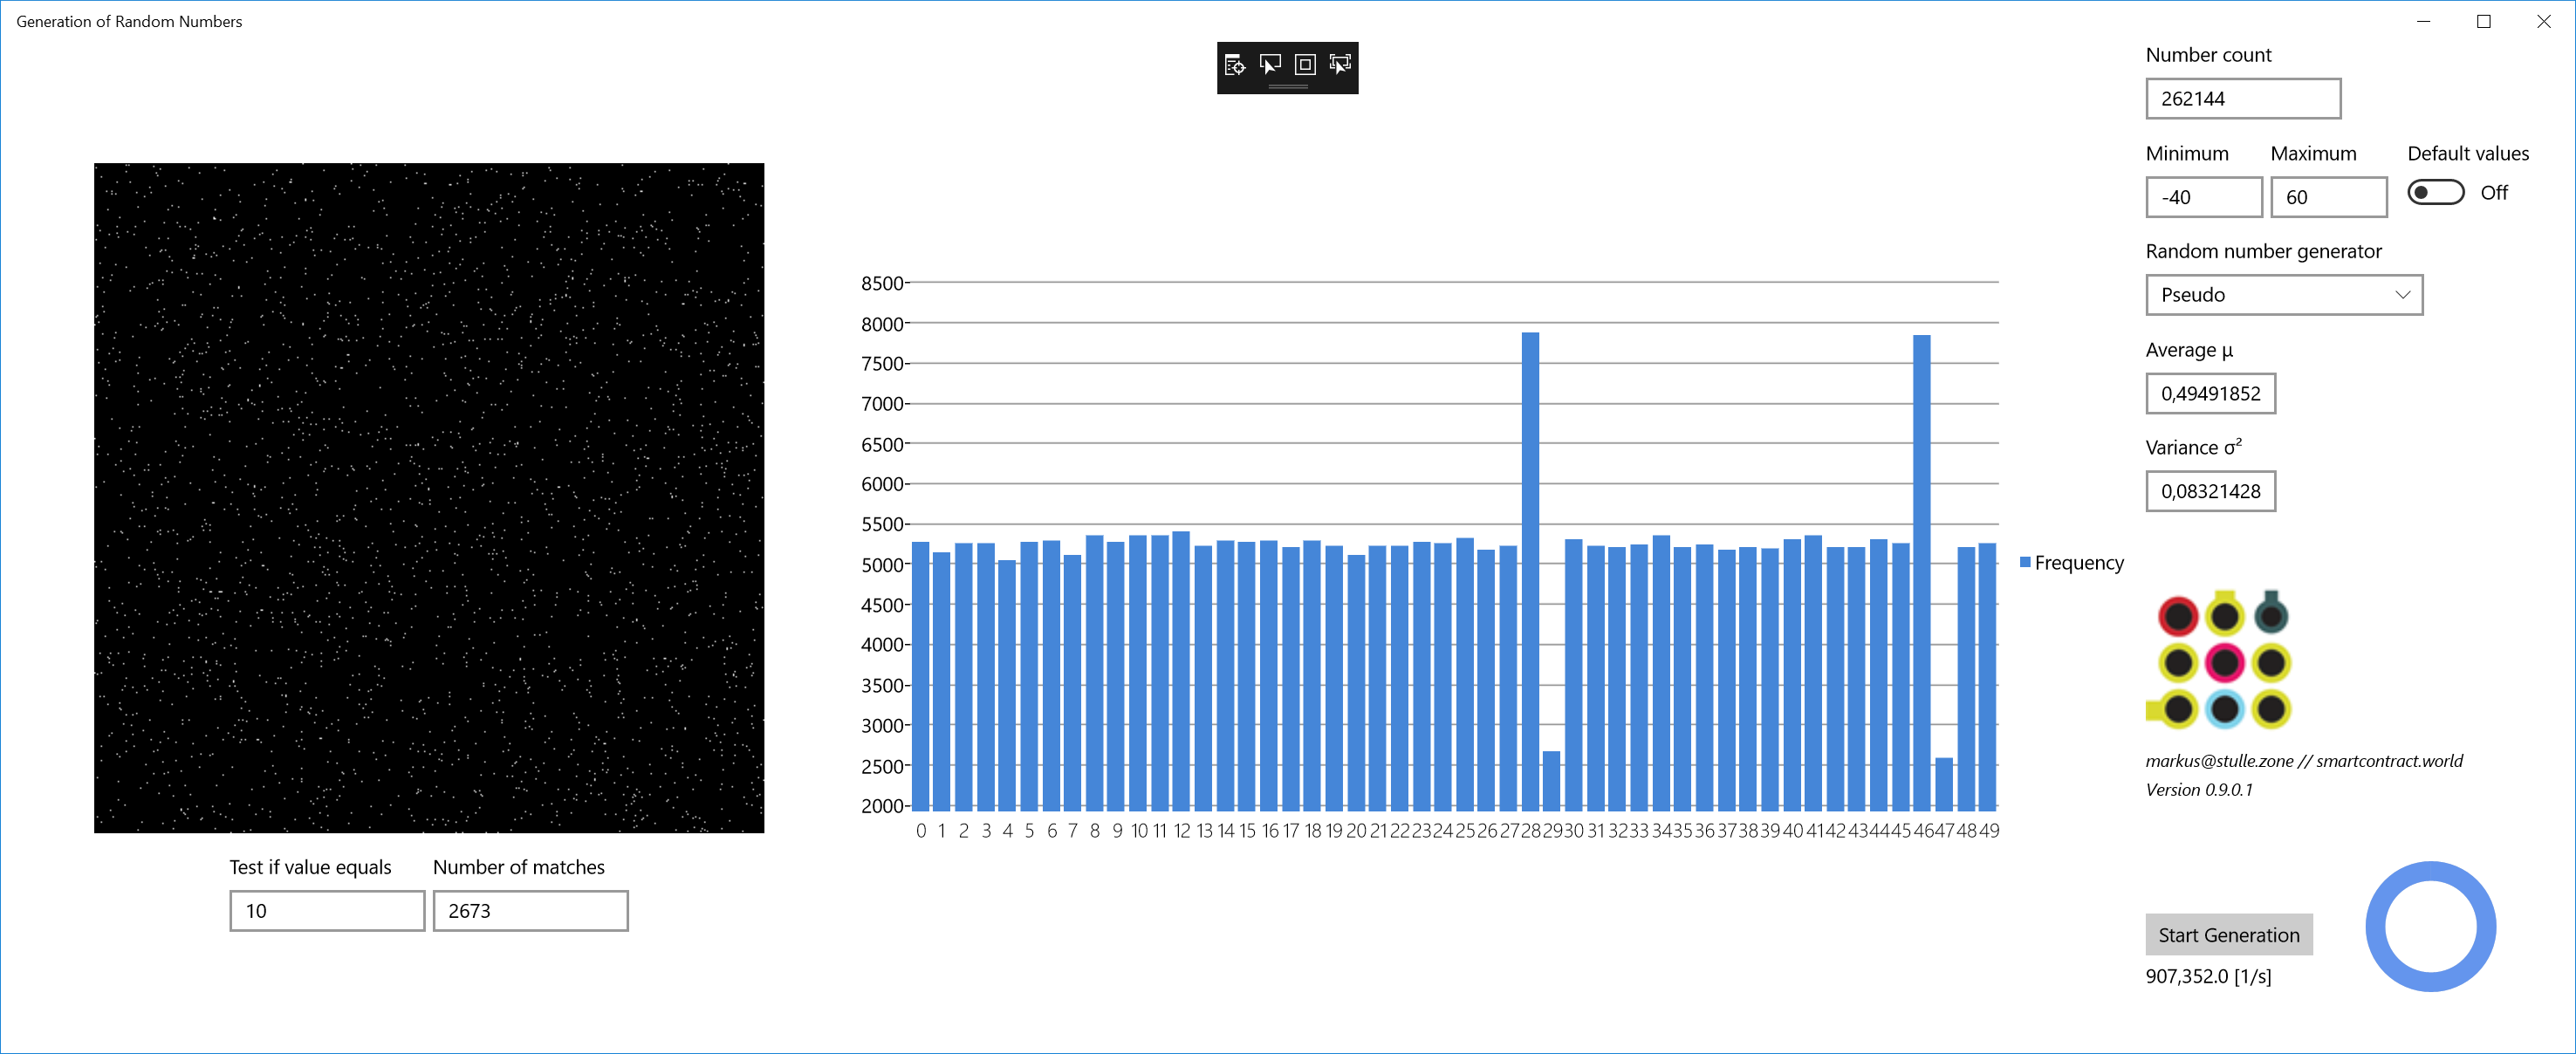 Generation of Random Numbers
Number count
262144
Minimum Maximum Default values
-40 60 Off
Random number generator
Pseudo
Average μ
0,49491852
Variance σ²
0,08321428
8500
8000
7500
7000
6500
6000
5500
5000
4500
4000
3500
3000
2500
2000
0 1 2 3 4 5 6 7 8 9 10 11 12 13 14 15 16 17 18 19 20 21 22 23 24 25 26 27 28 29 30 31 32 33 34 35 36 37 38 39 40 41 42 43 44 45 46 47 48 49
Frequency
markus@stulle.zone // smartcontract.world
Version 0.9.0.1
Test if value equals Number of matches
10 2673
Start Generation
907,352.0 [1/s]